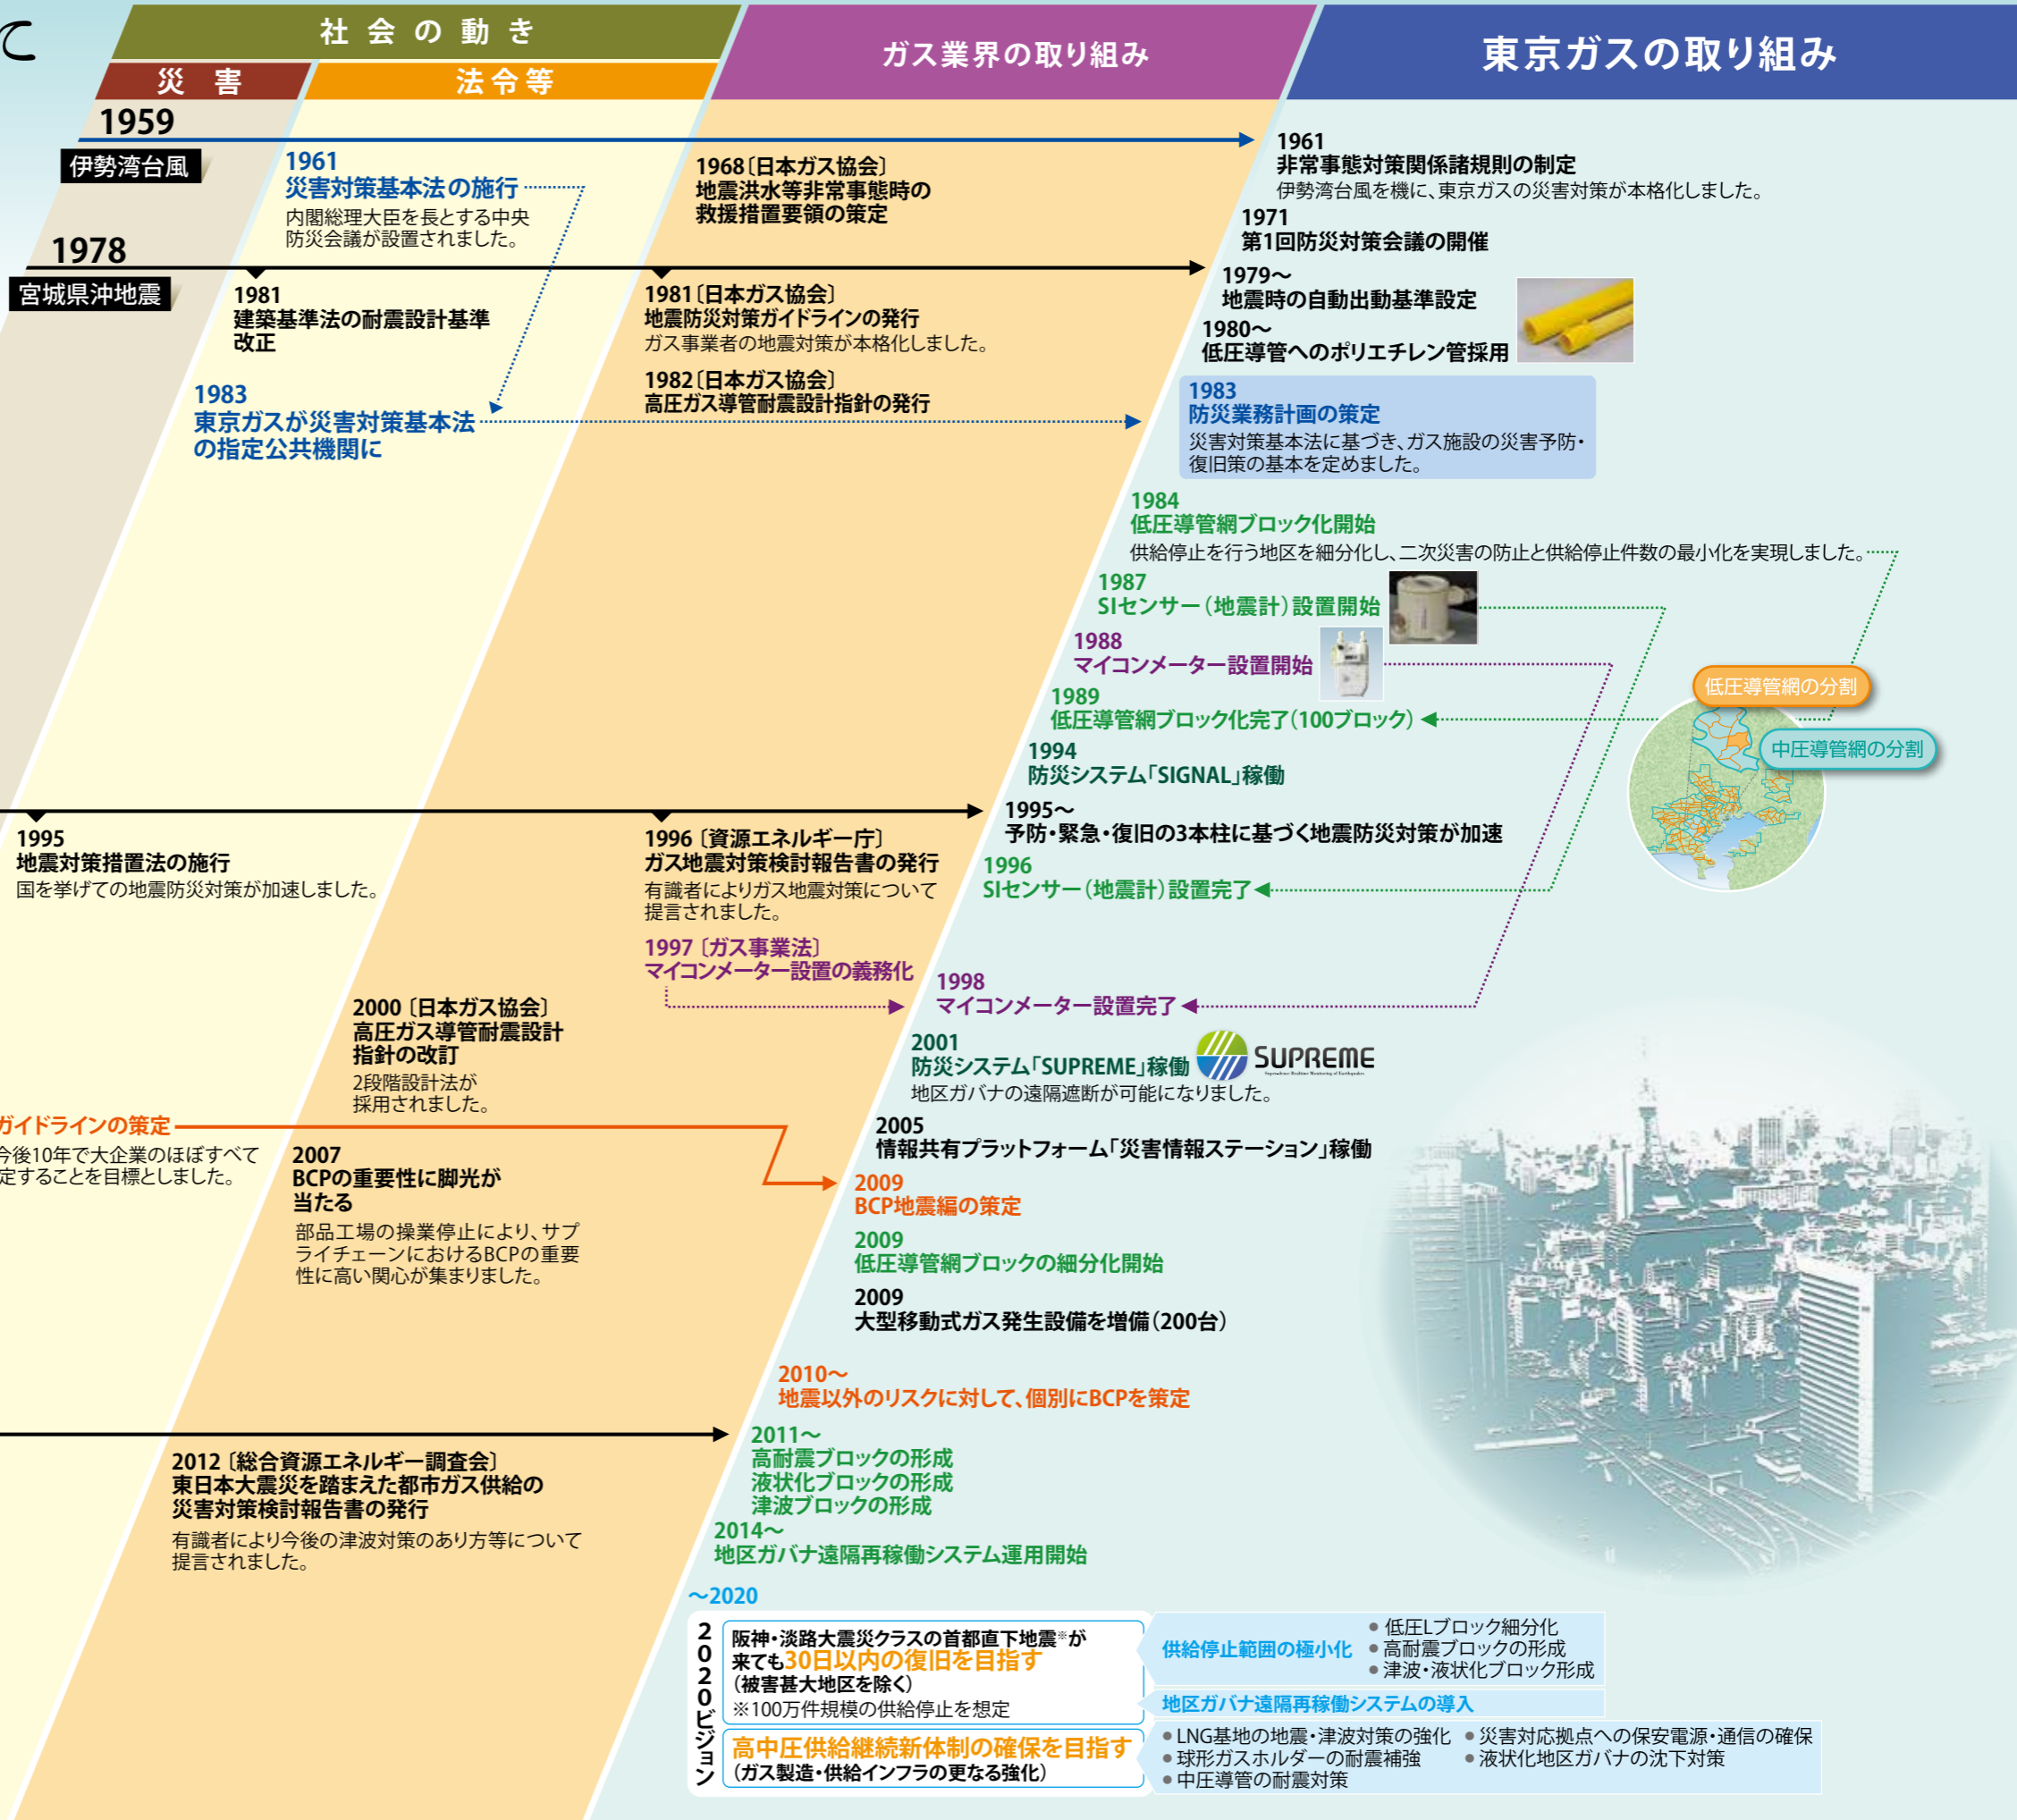 て
社会の動き
ガス業界の取り組み
東京ガスの取り組み
災害
法令等
1959
伊勢湾台風
1961
災害対策基本法の施行
内閣総理大臣を長とする中央
防災会議が設置されました。
1968〔日本ガス協会〕
地震洪水等非常事態時の
救援措置要領の策定
1961
非常事態対策関係諸規則の制定
伊勢湾台風を機に、東京ガスの災害対策が本格化しました。
1971
第1回防災対策会議の開催
1978
宮城県沖地震
1981
建築基準法の耐震設計基準
改正
1981〔日本ガス協会〕
地震防災対策ガイドラインの発行
ガス事業者の地震対策が本格化しました。
1982〔日本ガス協会〕
高圧ガス導管耐震設計指針の発行
1979～
地震時の自動出動基準設定
1980～
低圧導管へのポリエチレン管採用
1983
東京ガスが災害対策基本法
の指定公共機関に
1983
防災業務計画の策定
災害対策基本法に基づき、ガス施設の災害予防・
復旧策の基本を定めました。
1984
低圧導管網ブロック化開始
供給停止を行う地区を細分化し、二次災害の防止と供給停止件数の最小化を実現しました。
1987
SIセンサー（地震計）設置開始
1988
マイコンメーター設置開始
1989
低圧導管網ブロック化完了（100ブロック）
低圧導管網の分割
中圧導管網の分割
1994
防災システム「SIGNAL」稼働
1995
地震対策措置法の施行
国を挙げての地震防災対策が加速しました。
1996〔資源エネルギー庁〕
ガス地震対策検討報告書の発行
有識者によりガス地震対策について
提言されました。
1997〔ガス事業法〕
マイコンメーター設置の義務化
1995～
予防・緊急・復旧の3本柱に基づく地震防災対策が加速
1996
SIセンサー（地震計）設置完了
1998
マイコンメーター設置完了
2000〔日本ガス協会〕
高圧ガス導管耐震設計
指針の改訂
2段階設計法が
採用されました。
2001
防災システム「SUPREME」稼働
SUPREME
地区ガバナの遠隔遮断が可能になりました。
ガイドラインの策定
今後10年で大企業のほぼすべて
定することを目標としました。
2007
BCPの重要性に脚光が
当たる
部品工場の操業停止により、サプ
ライチェーンにおけるBCPの重要
性に高い関心が集まりました。
2005
情報共有プラットフォーム「災害情報ステーション」稼働
2009
BCP地震編の策定
2009
低圧導管網ブロックの細分化開始
2009
大型移動式ガス発生設備を増備（200台）
2010～
地震以外のリスクに対して、個別にBCPを策定
2012〔総合資源エネルギー調査会〕
東日本大震災を踏まえた都市ガス供給の
災害対策検討報告書の発行
有識者により今後の津波対策のあり方等について
提言されました。
2011～
高耐震ブロックの形成
液状化ブロックの形成
津波ブロックの形成
2014～
地区ガバナ遠隔再稼働システム運用開始
～2020
2020ビジョン
阪神・淡路大震災クラスの首都直下地震※が
来ても30日以内の復旧を目指す
（被害甚大地区を除く）
※100万件規模の供給停止を想定
供給停止範囲の極小化
● 低圧Lブロック細分化
● 高耐震ブロックの形成
● 津波・液状化ブロック形成
地区ガバナ遠隔再稼働システムの導入
高中圧供給継続新体制の確保を目指す
（ガス製造・供給インフラの更なる強化）
● LNG基地の地震・津波対策の強化
● 球形ガスホルダーの耐震補強
● 中圧導管の耐震対策
● 災害対応拠点への保安電源・通信の確保
● 液状化地区ガバナの沈下対策